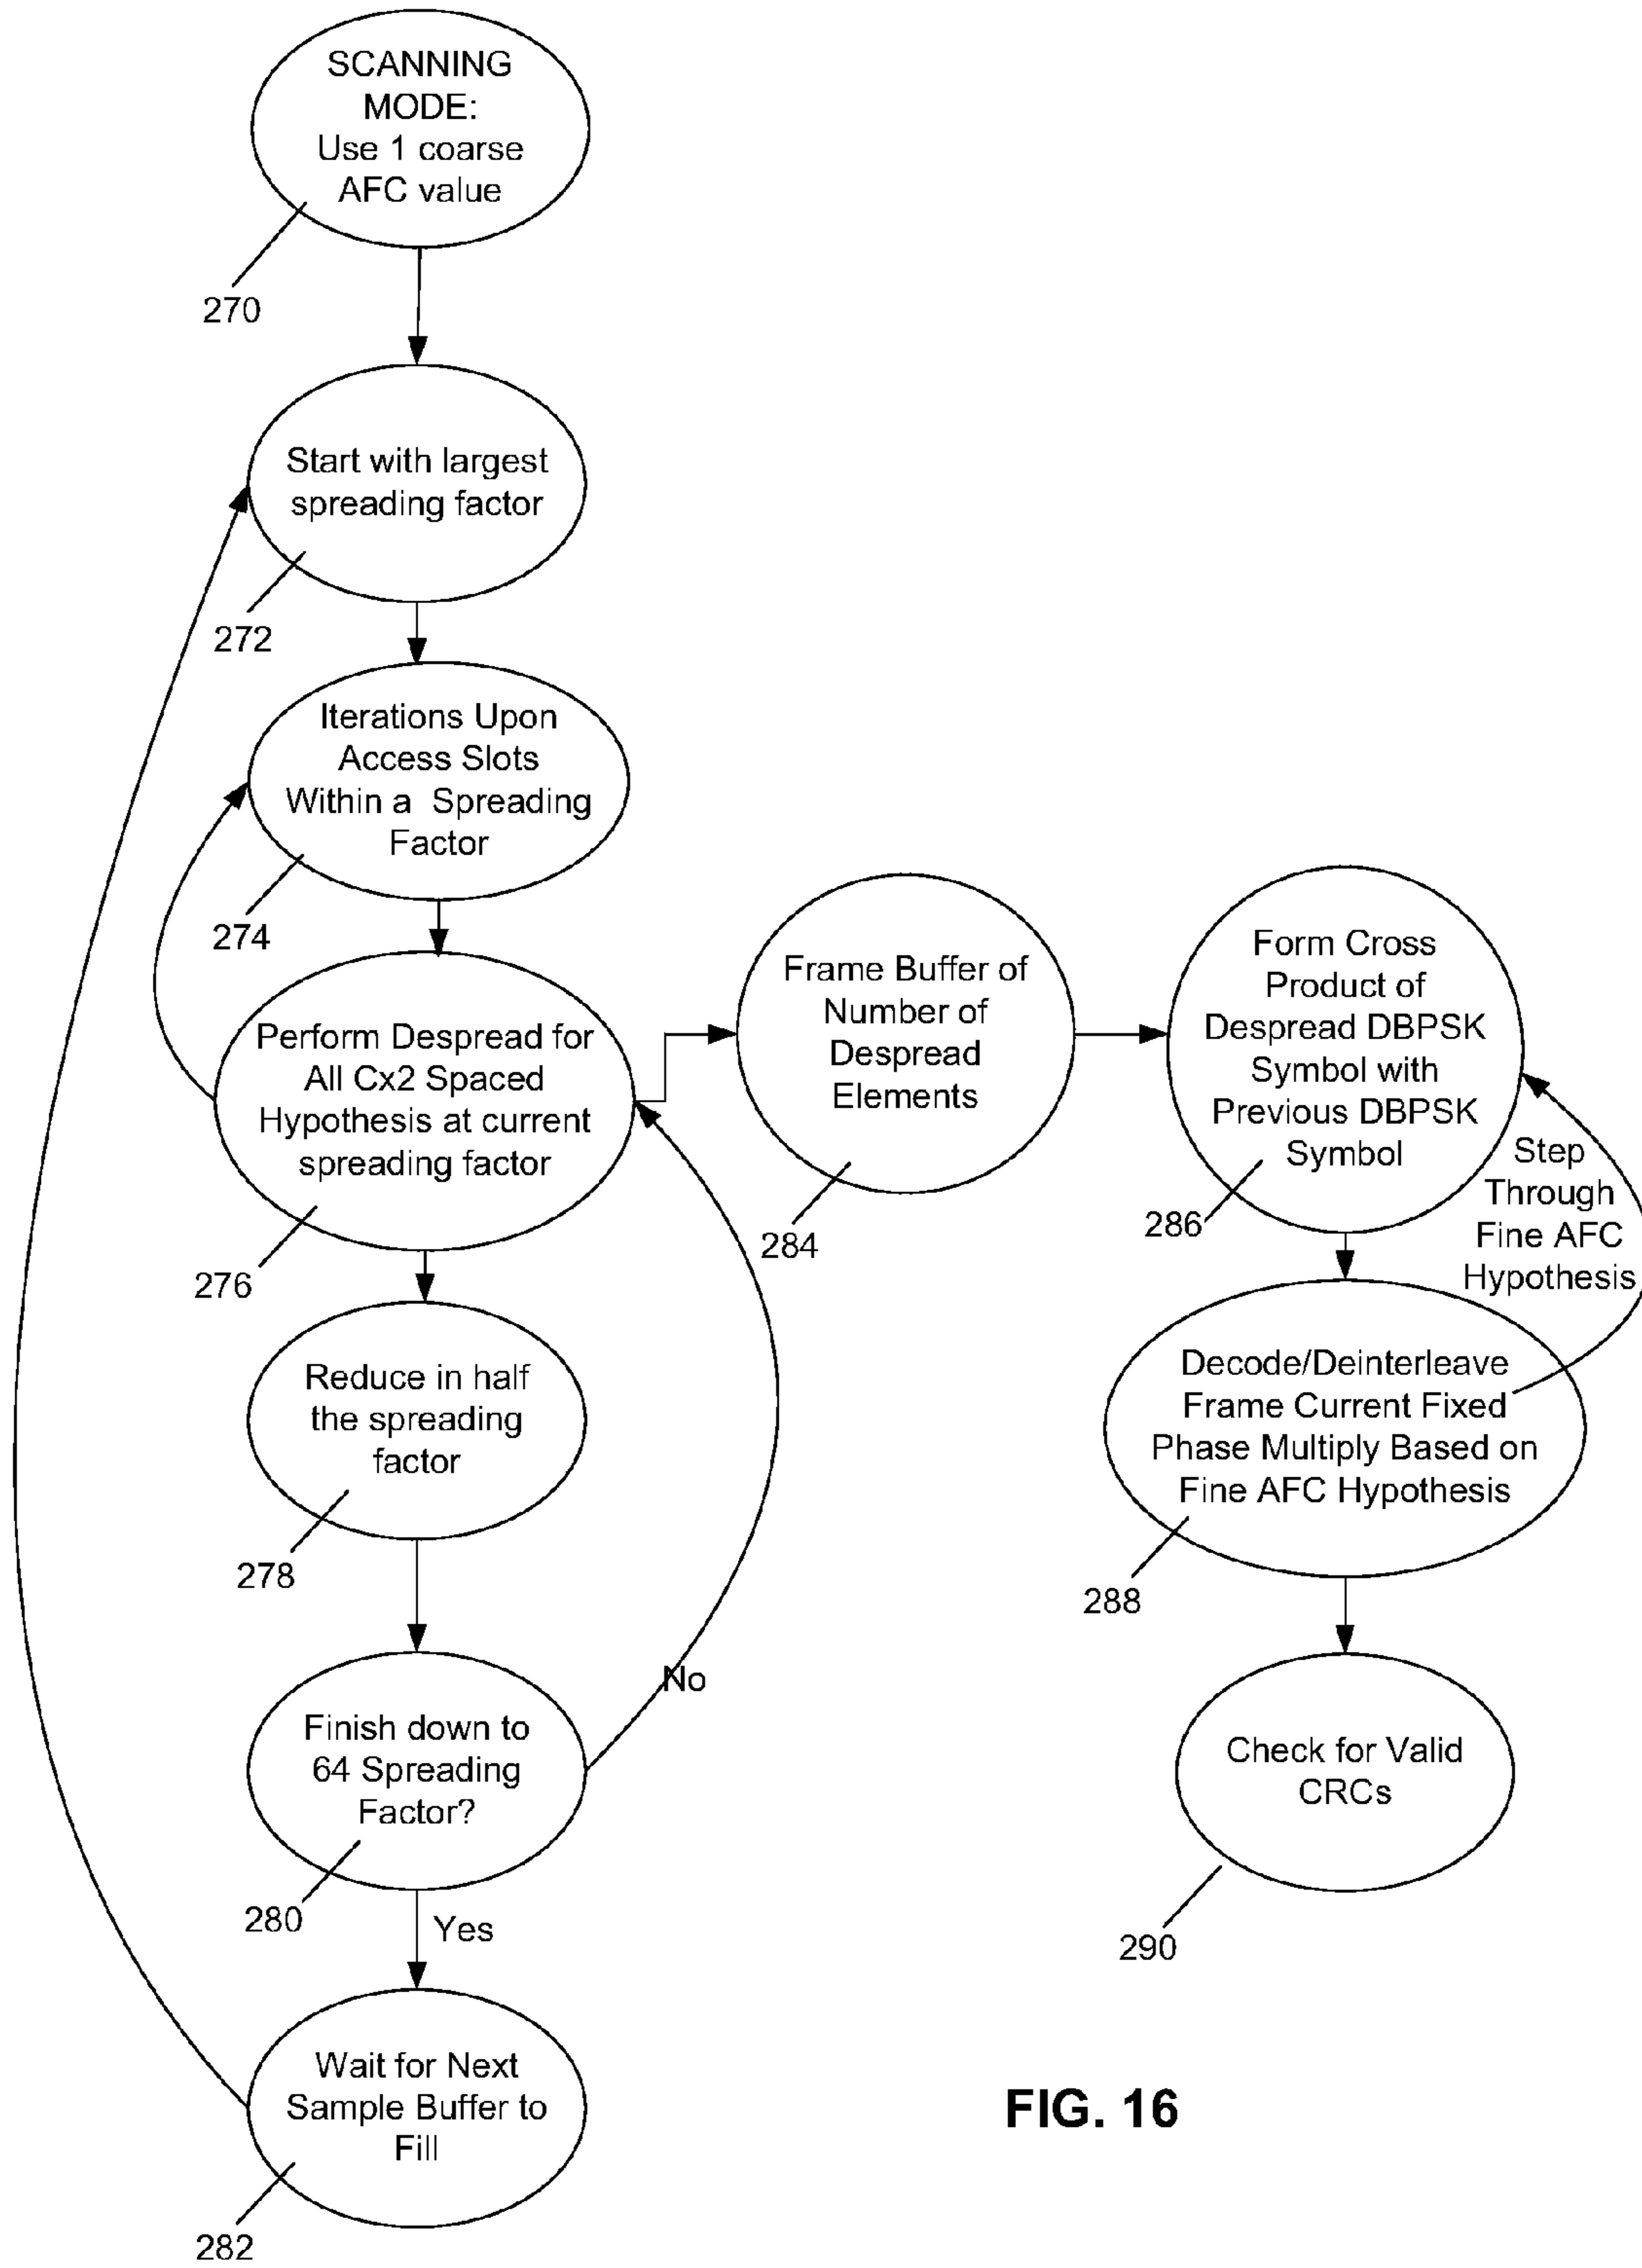 SCANNING
MODE:
Use 1 coarse
AFC value
270
Start with largest
spreading factor
272
Iterations Upon
Access Slots
Within a Spreading
Factor
274
Perform Despread for
All Cx2 Spaced
Hypothesis at current
spreading factor
276
Reduce in half
the spreading
factor
278
Finish down to
64 Spreading
Factor?
280
No
Yes
Wait for Next
Sample Buffer to
Fill
282
Frame Buffer of
Number of
Despread
Elements
284
Form Cross
Product of
Despread DBPSK
Symbol with
Previous DBPSK
Symbol
286
Step
Through
Fine AFC
Hypothesis
Decode/Deinterleave
Frame Current Fixed
Phase Multiply Based on
Fine AFC Hypothesis
288
Check for Valid
CRCs
290
FIG. 16